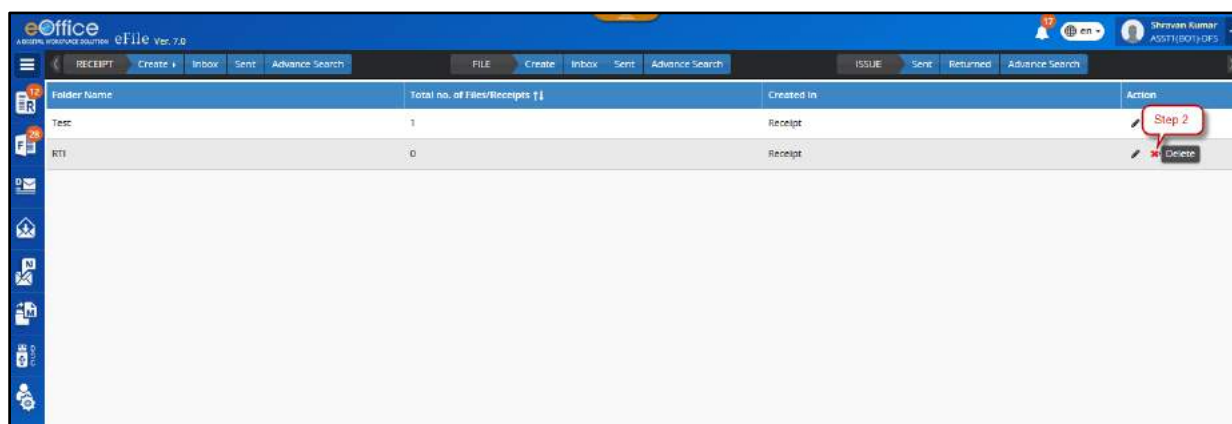 eOffice
A DIGITAL WORKPLACE SOLUTION eFile Ver. 7.0
17
en
Shravan Kumar
ASSTT(BOT)-DFS
RECEIPT Create Inbox Sent Advance Search FILE Create Inbox Sent Advance Search ISSUE Sent Returned Advance Search
12
R
Folder Name Total no. of Files/Receipts Created In Action
Test 1 Receipt
Step 2
28
F
RTI 0 Receipt
Delete
D
N
M